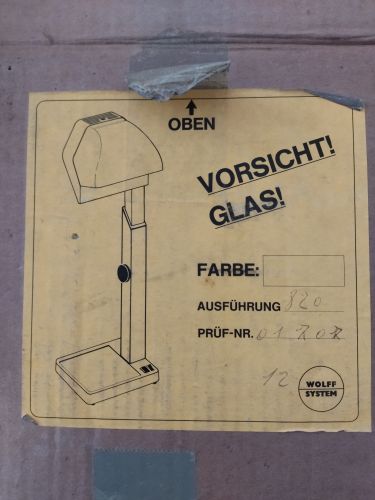 OBEN
VORSICHT!
GLAS!
FARBE:
AUSFÜHRUNG 820
PRÜF-NR. 01 707
12
WOLFF
SYSTEM